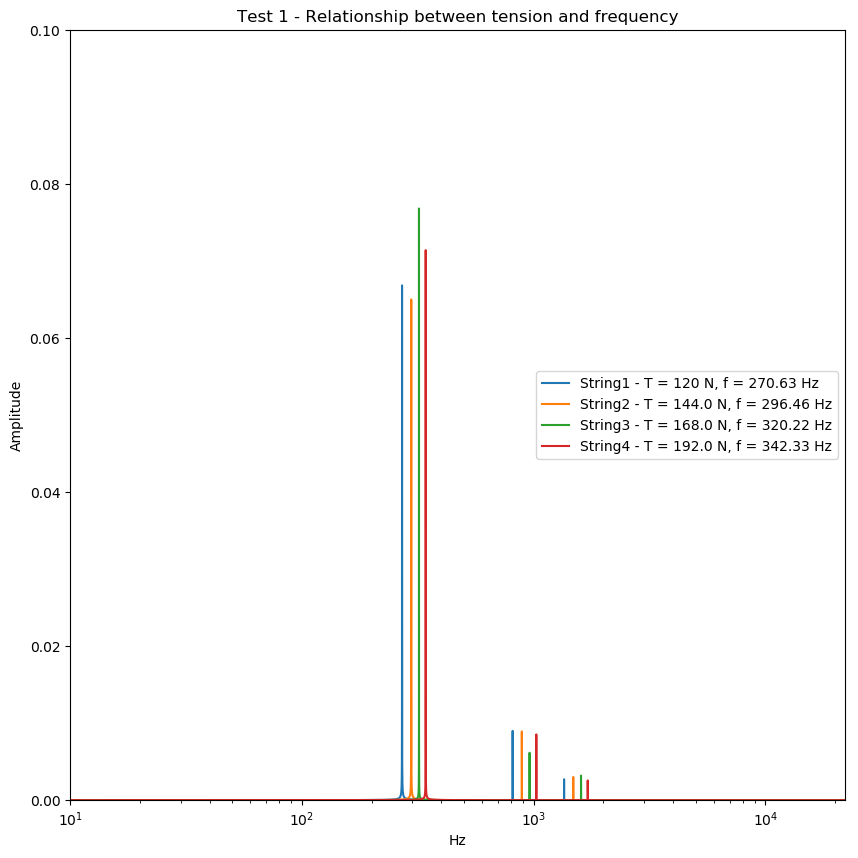 Test 1 - Relationship between tension and frequency
0.10
0.08
0.06
0.04
0.02
0.00
Amplitude
String1 - T = 120 N, f = 270.63 Hz
String2 - T = 144.0 N, f = 296.46 Hz
String3 - T = 168.0 N, f = 320.22 Hz
String4 - T = 192.0 N, f = 342.33 Hz
10¹ 10² 10³ 10⁴
Hz